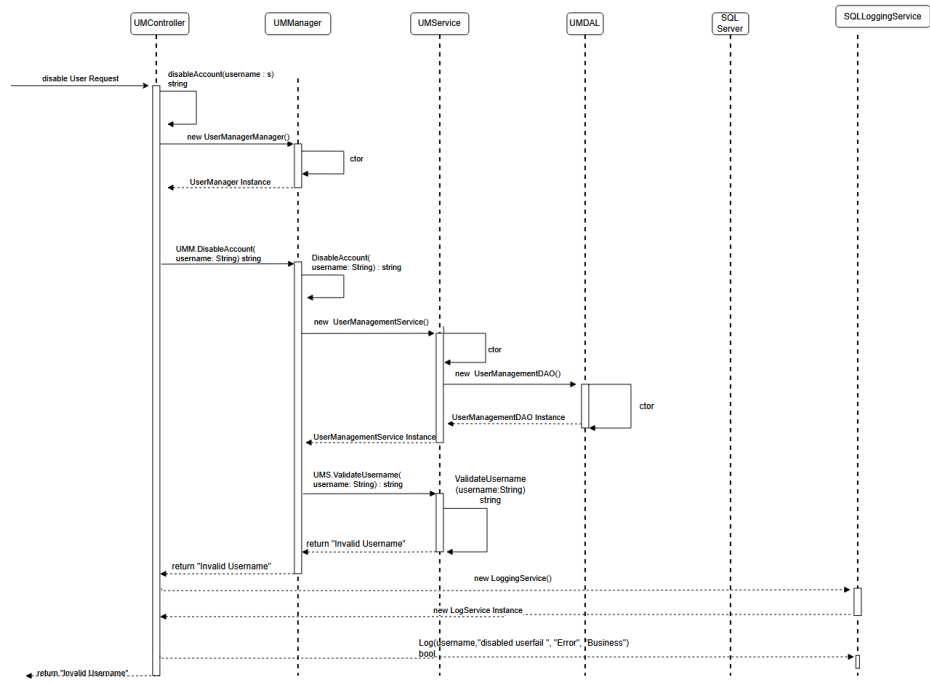 UMController
UMManager
UMService
UMDAL
SQL
Server
SQLLoggingService
disable User Request
disableAccount(username : s)
string
new UserManagerManager()
ctor
UserManager Instance
UMM.DisableAccount(
username: String) string
DisableAccount(
username: String) : string
new UserManagementService()
ctor
new UserManagementDAO()
ctor
UserManagementDAO Instance
UserManagementService Instance
UMS.ValidateUsername(
username: String) : string
ValidateUsername
(username:String)
string
return "Invalid Username"
return "Invalid Username"
new LoggingService()
new LogService Instance
Log(username,"disabled userfail ", "Error", "Business")
bool
return "Invalid Username"